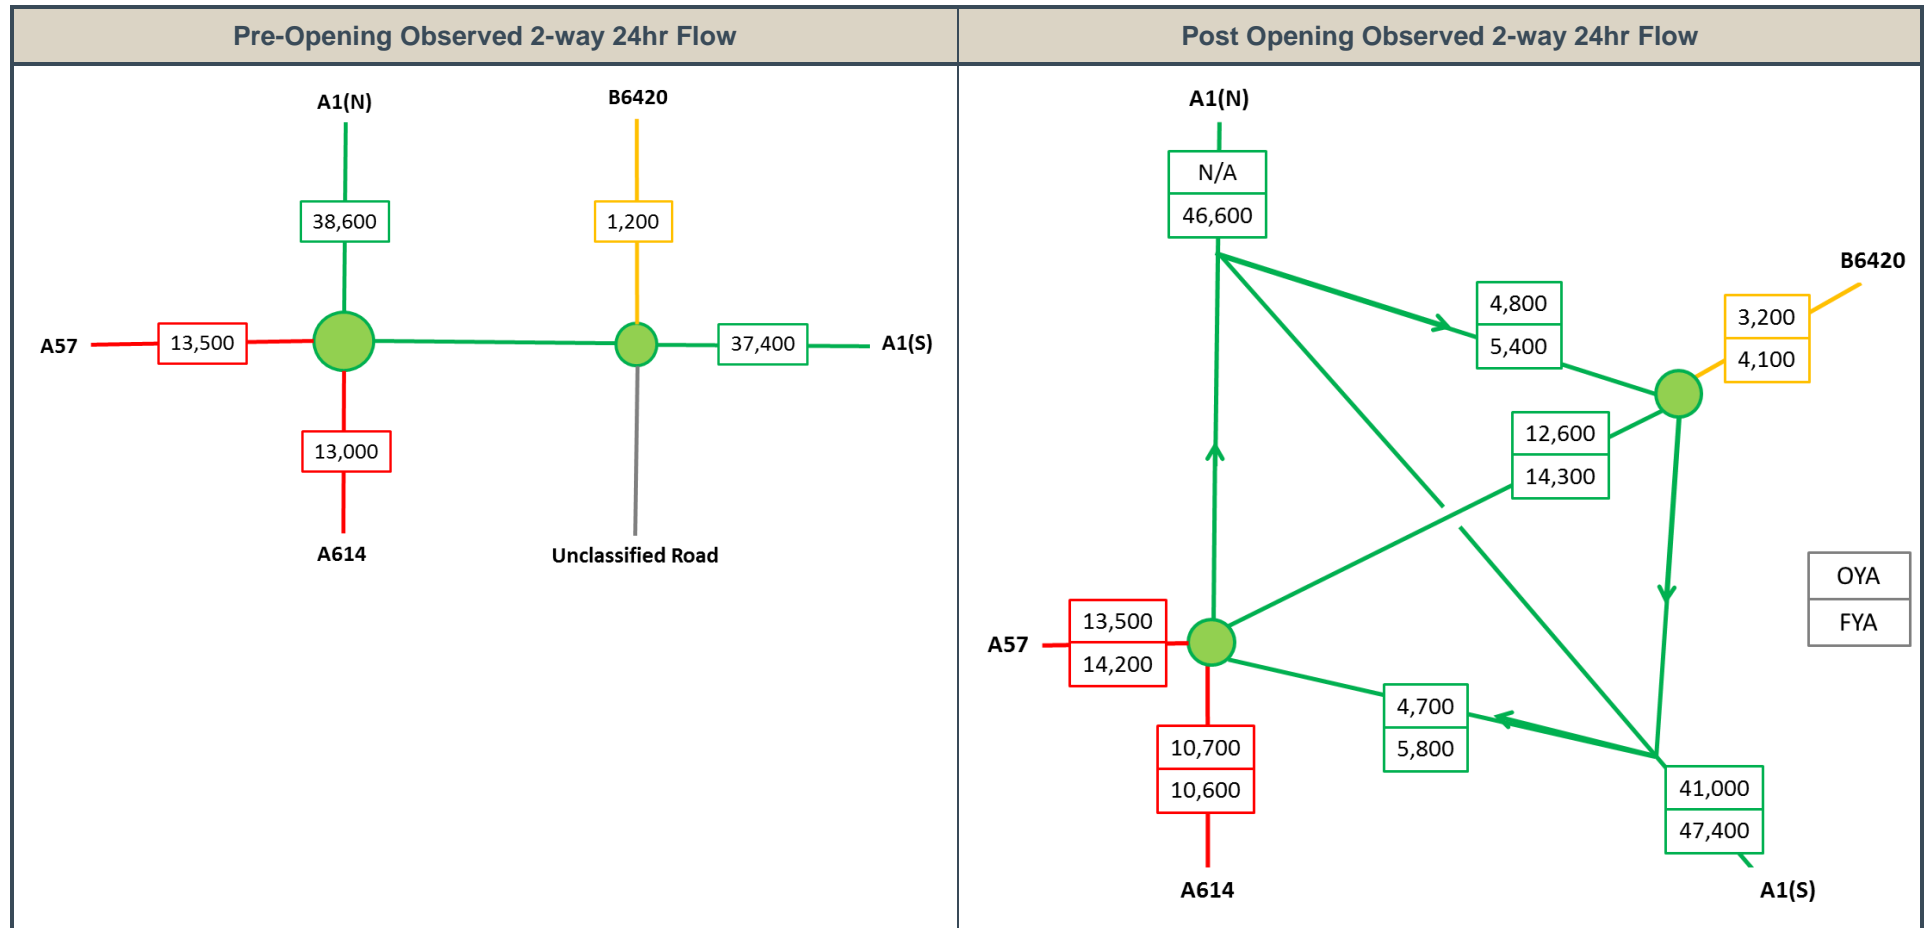 Pre-Opening Observed 2-way 24hr Flow
A1(N)
B6420
38,600
1,200
A57
13,500
37,400
A1(S)
13,000
A614
Unclassified Road
Post Opening Observed 2-way 24hr Flow
A1(N)
N/A
46,600
B6420
4,800
5,400
3,200
4,100
12,600
14,300
OYA
FYA
A57
13,500
14,200
4,700
5,800
10,700
10,600
41,000
47,400
A614
A1(S)